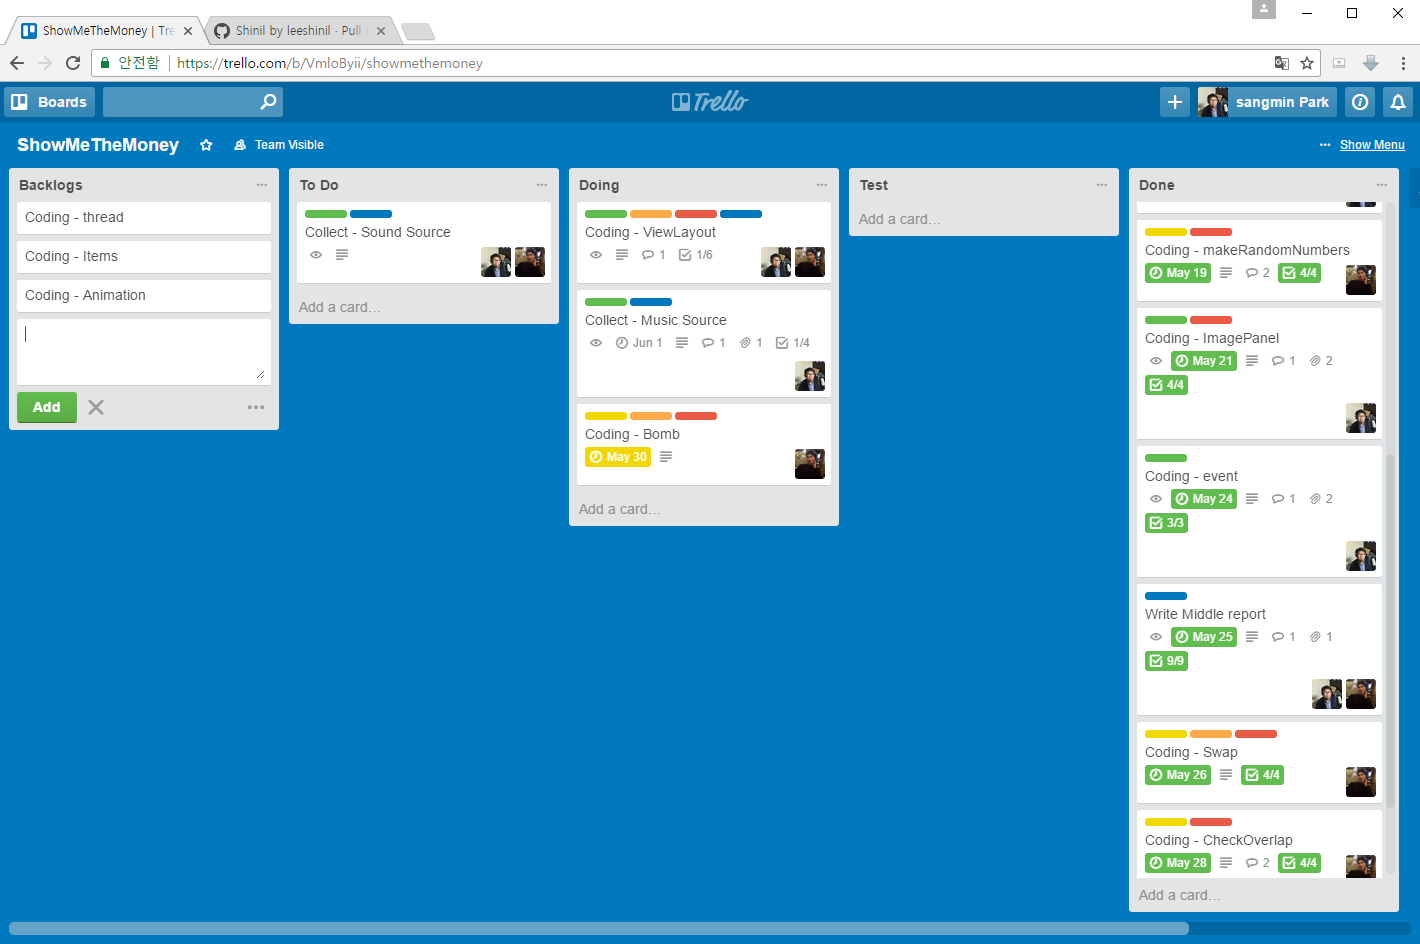 ShowMeTheMoney | Tre
Shinil by leeshinil · Pull
안전함 https://trello.com/b/VmloByii/showmethemoney
Boards
Trello
sangmin Park
ShowMeTheMoney
Team Visible
Show Menu
Backlogs
Coding - thread
Coding - Items
Coding - Animation
Add
To Do
Collect - Sound Source
Add a card…
Doing
Coding - ViewLayout
1 1/6
Collect - Music Source
Jun 1 1 1 1/4
Coding - Bomb
May 30
Add a card…
Test
Add a card…
Done
Coding - makeRandomNumbers
May 19 2 4/4
Coding - ImagePanel
May 21 1 2
4/4
Coding - event
May 24 1 2
3/3
Write Middle report
May 25 1 1
9/9
Coding - Swap
May 26 4/4
Coding - CheckOverlap
May 28 2 4/4
Add a card…